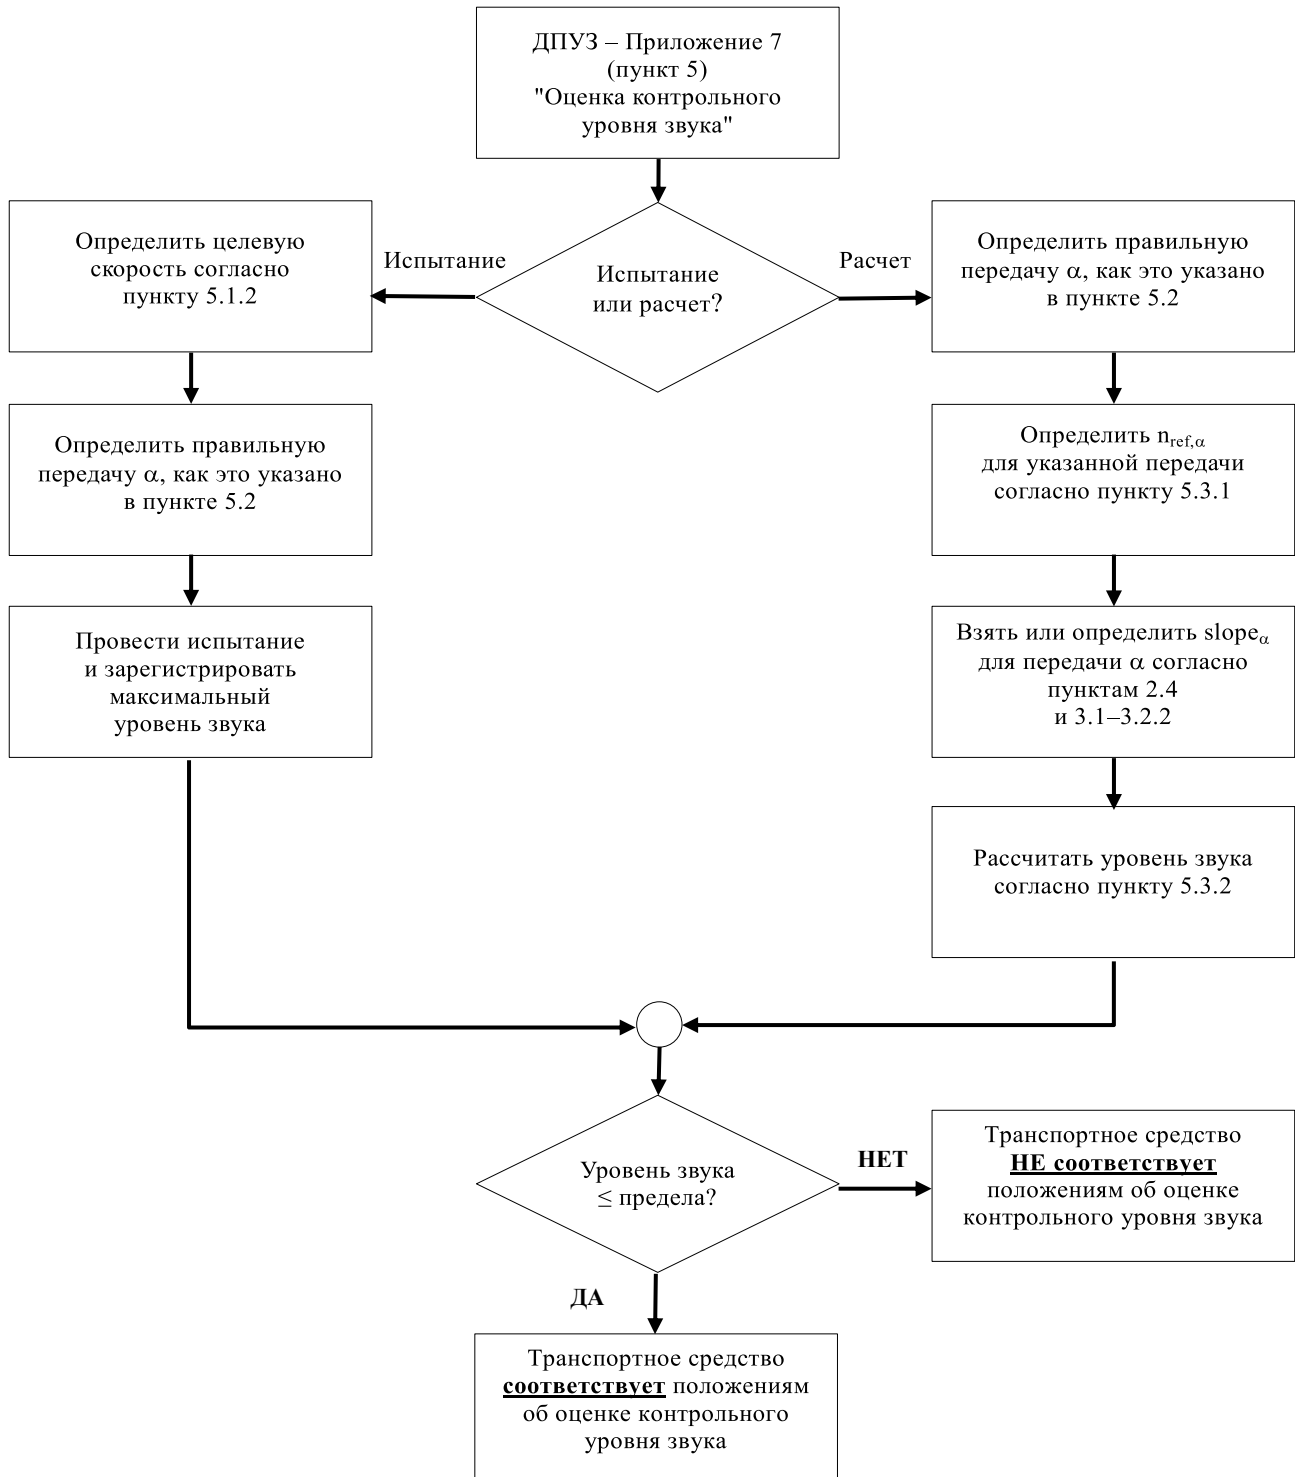 ДПУЗ – Приложение 7
(пункт 5)
"Оценка контрольного
уровня звука"
Определить целевую
скорость согласно
пункту 5.1.2
Испытание
Испытание
или расчет?
Расчет
Определить правильную
передачу α, как это указано
в пункте 5.2
Определить правильную
передачу α, как это указано
в пункте 5.2
Определить nref,α
для указанной передачи
согласно пункту 5.3.1
Провести испытание
и зарегистрировать
максимальный
уровень звука
Взять или определить slopeα
для передачи α согласно
пунктам 2.4
и 3.1–3.2.2
Рассчитать уровень звука
согласно пункту 5.3.2
Уровень звука
≤ предела?
НЕТ
Транспортное средство
НЕ соответствует
положениям об оценке
контрольного уровня звука
ДА
Транспортное средство
соответствует положениям
об оценке контрольного
уровня звука